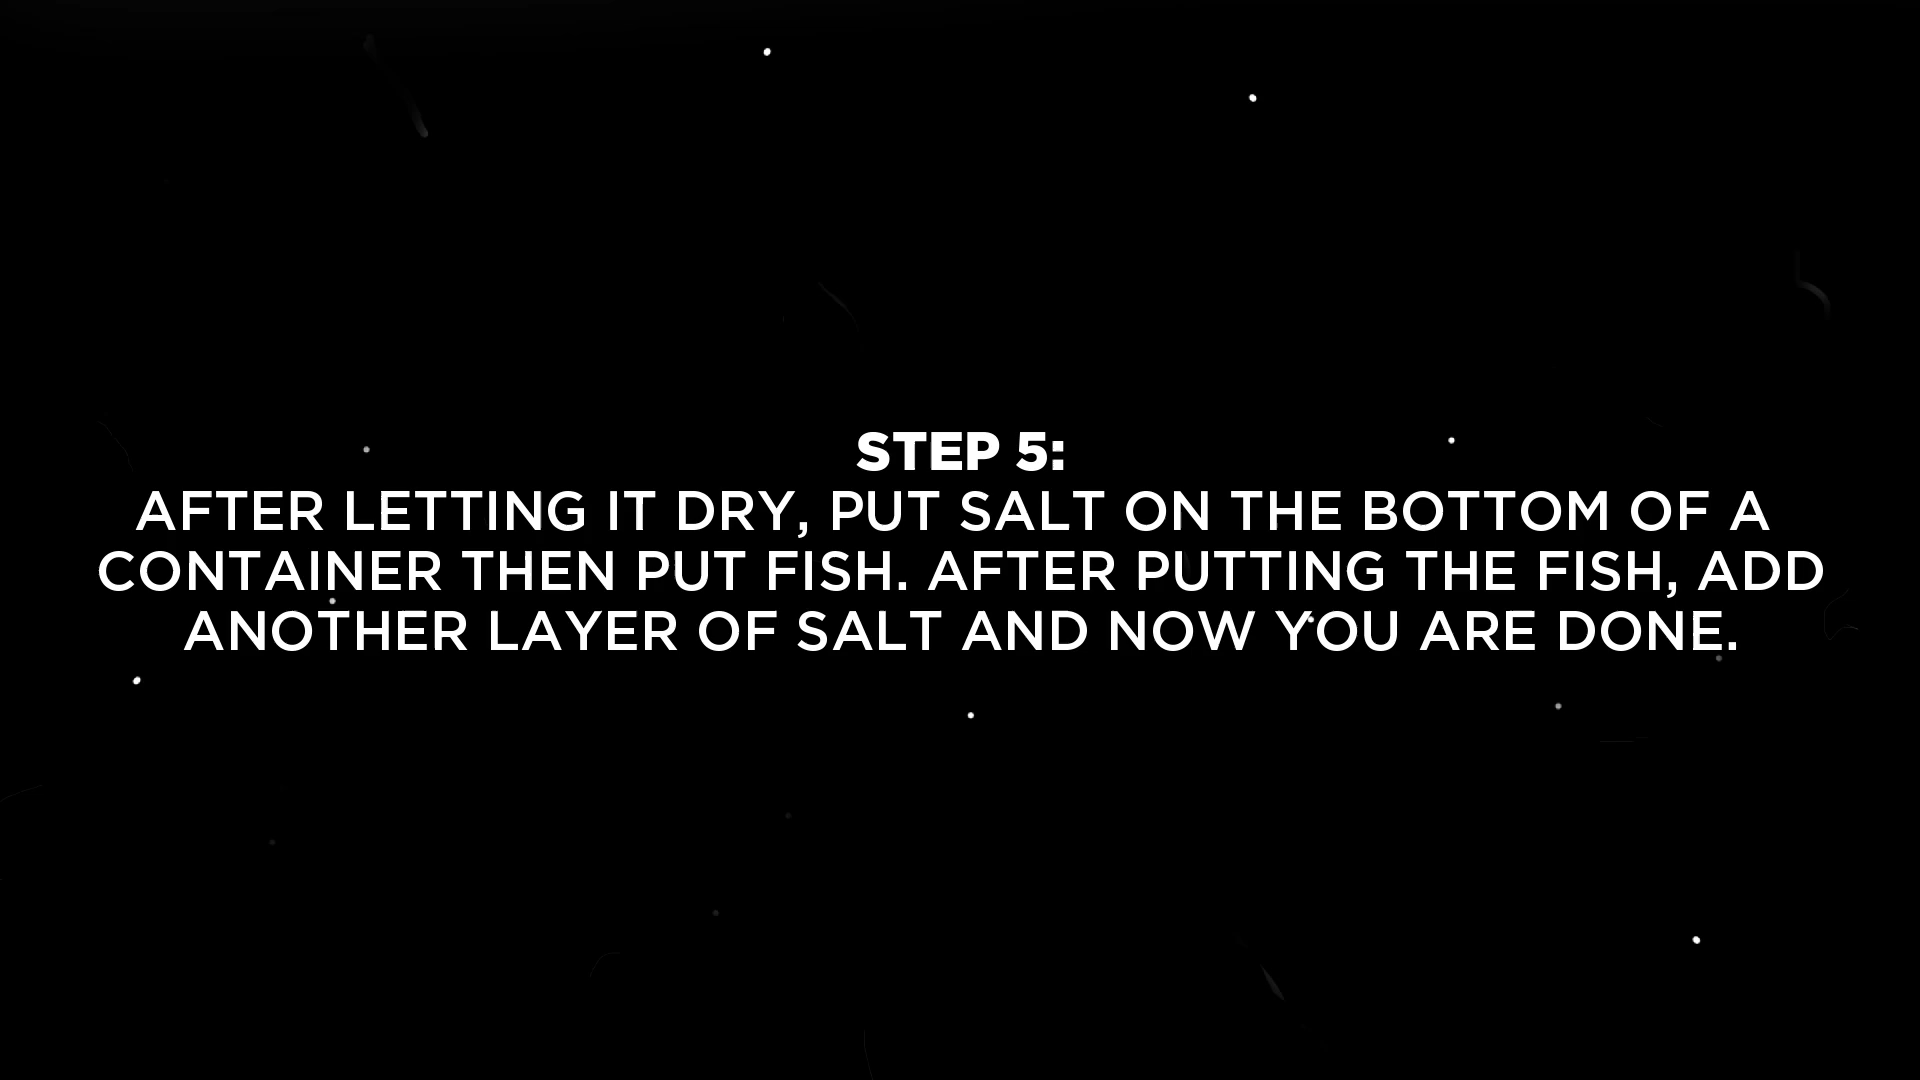 STEP 5:
AFTER LETTING IT DRY, PUT SALT ON THE BOTTOM OF A
CONTAINER THEN PUT FISH. AFTER PUTTING THE FISH, ADD
ANOTHER LAYER OF SALT AND NOW YOU ARE DONE.